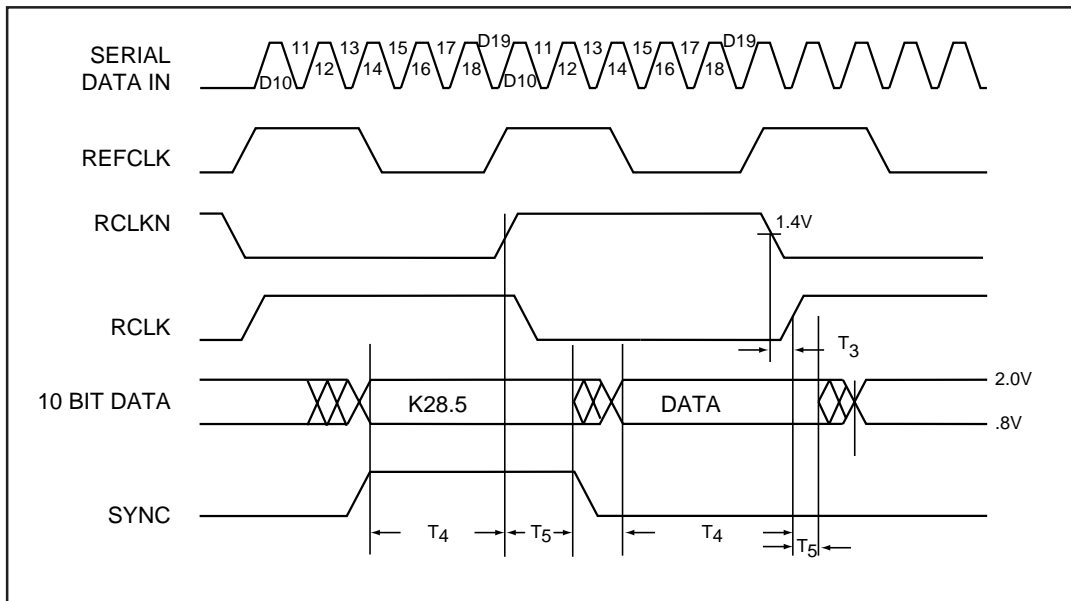 SERIAL
DATA IN
11 13 15 17 D19 11 13 15 17 D19
D10 12 14 16 18 D10 12 14 16 18
REFCLK
RCLKN
1.4V
RCLK
T3
10 BIT DATA
K28.5
DATA
2.0V
.8V
SYNC
T4
T5
T4
T5